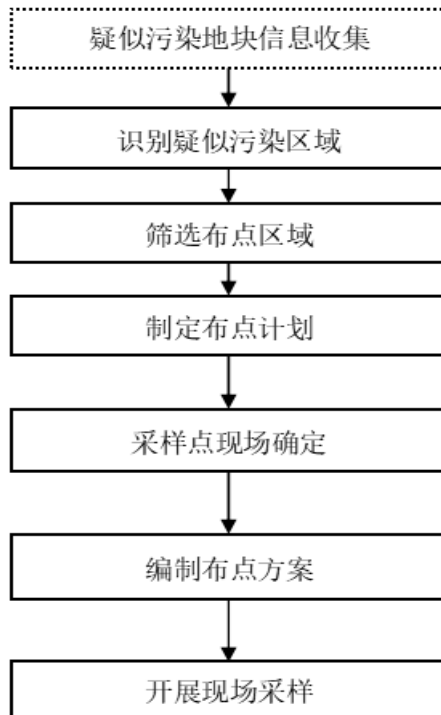 疑似污染地块信息收集
识别疑似污染区域
筛选布点区域
制定布点计划
采样点现场确定
编制布点方案
开展现场采样